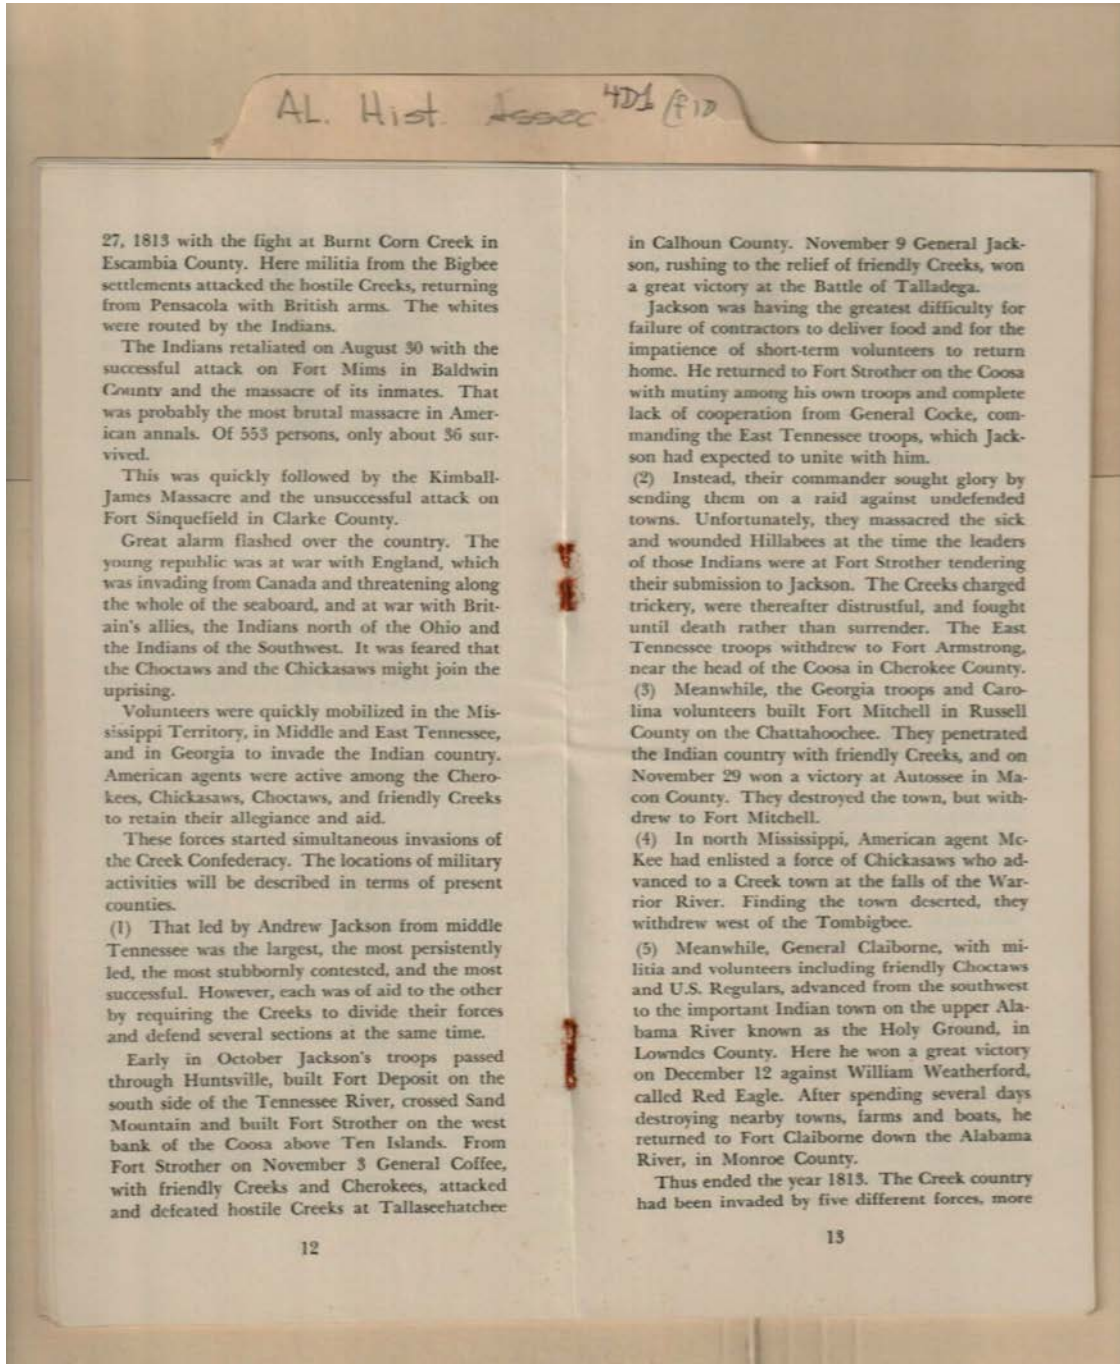 AL. Hist. Assoc 4D1 (f10
27, 1813 with the fight at Burnt Corn Creek in
Escambia County. Here militia from the Bigbee
settlements attacked the hostile Creeks, returning
from Pensacola with British arms. The whites
were routed by the Indians.
The Indians retaliated on August 30 with the
successful attack on Fort Mims in Baldwin
County and the massacre of its inmates. That
was probably the most brutal massacre in Amer-
ican annals. Of 553 persons, only about 36 sur-
vived.
This was quickly followed by the Kimball-
James Massacre and the unsuccessful attack on
Fort Sinquefield in Clarke County.
Great alarm flashed over the country. The
young republic was at war with England, which
was invading from Canada and threatening along
the whole of the seaboard, and at war with Brit-
ain's allies, the Indians north of the Ohio and
the Indians of the Southwest. It was feared that
the Choctaws and the Chickasaws might join the
uprising.
Volunteers were quickly mobilized in the Mis-
sissippi Territory, in Middle and East Tennessee,
and in Georgia to invade the Indian country.
American agents were active among the Chero-
kees, Chickasaws, Choctaws, and friendly Creeks
to retain their allegiance and aid.
These forces started simultaneous invasions of
the Creek Confederacy. The locations of military
activities will be described in terms of present
counties.
(1) That led by Andrew Jackson from middle
Tennessee was the largest, the most persistently
led, the most stubbornly contested, and the most
successful. However, each was of aid to the other
by requiring the Creeks to divide their forces
and defend several sections at the same time.
Early in October Jackson's troops passed
through Huntsville, built Fort Deposit on the
south side of the Tennessee River, crossed Sand
Mountain and built Fort Strother on the west
bank of the Coosa above Ten Islands. From
Fort Strother on November 3 General Coffee,
with friendly Creeks and Cherokees, attacked
and defeated hostile Creeks at Tallaseehatchee
12
in Calhoun County. November 9 General Jack-
son, rushing to the relief of friendly Creeks, won
a great victory at the Battle of Talladega.
Jackson was having the greatest difficulty for
failure of contractors to deliver food and for the
impatience of short-term volunteers to return
home. He returned to Fort Strother on the Coosa
with mutiny among his own troops and complete
lack of cooperation from General Cocke, com-
manding the East Tennessee troops, which Jack-
son had expected to unite with him.
(2) Instead, their commander sought glory by
sending them on a raid against undefended
towns. Unfortunately, they massacred the sick
and wounded Hillabees at the time the leaders
of those Indians were at Fort Strother tendering
their submission to Jackson. The Creeks charged
trickery, were thereafter distrustful, and fought
until death rather than surrender. The East
Tennessee troops withdrew to Fort Armstrong,
near the head of the Coosa in Cherokee County.
(3) Meanwhile, the Georgia troops and Caro-
lina volunteers built Fort Mitchell in Russell
County on the Chattahoochee. They penetrated
the Indian country with friendly Creeks, and on
November 29 won a victory at Autossee in Ma-
con County. They destroyed the town, but with-
drew to Fort Mitchell.
(4) In north Mississippi, American agent Mc-
Kee had enlisted a force of Chickasaws who ad-
vanced to a Creek town at the falls of the War-
rior River. Finding the town deserted, they
withdrew west of the Tombigbee.
(5) Meanwhile, General Claiborne, with mi-
litia and volunteers including friendly Choctaws
and U.S. Regulars, advanced from the southwest
to the important Indian town on the upper Ala-
bama River known as the Holy Ground, in
Lowndes County. Here he won a great victory
on December 12 against William Weatherford,
called Red Eagle. After spending several days
destroying nearby towns, farms and boats, he
returned to Fort Claiborne down the Alabama
River, in Monroe County.
Thus ended the year 1813. The Creek country
had been invaded by five different forces, more
13